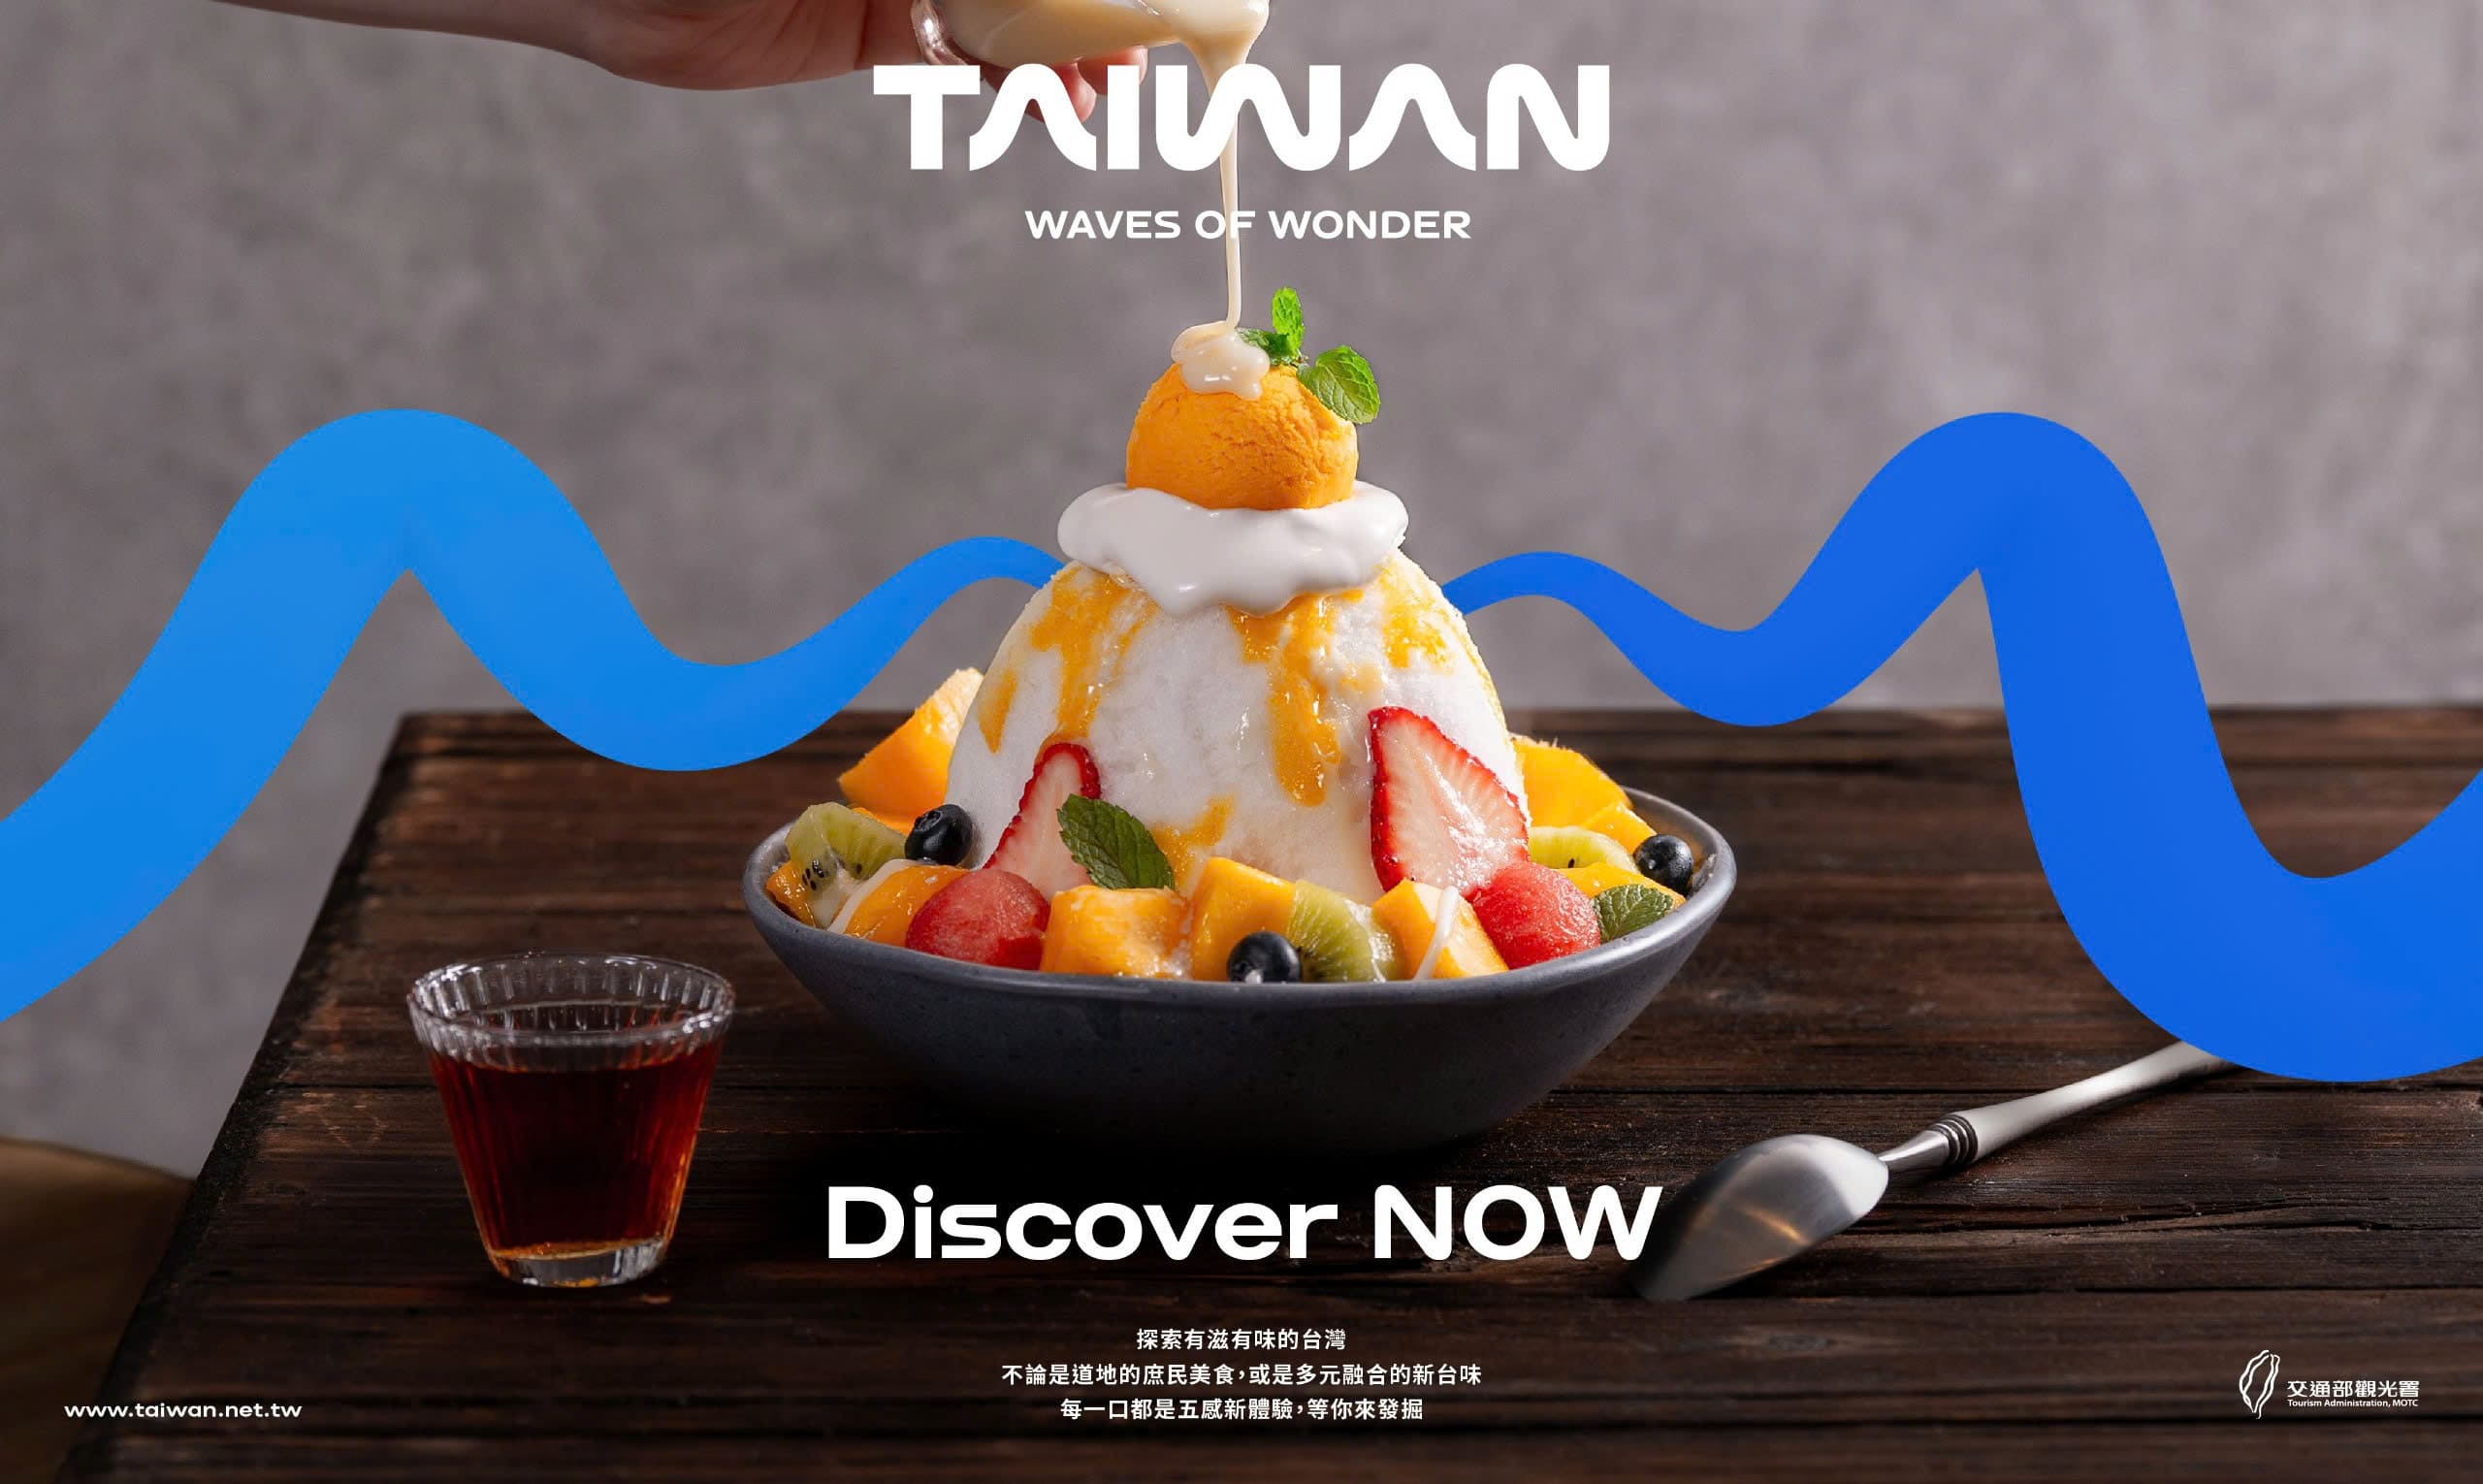 TAIWAN
WAVES OF WONDER
Discover NOW
探索有滋有味的台灣
不論是道地的庶民美食，或是多元融合的新台味
每一口都是五感新體驗，等你來發掘
www.taiwan.net.tw
交通部觀光署
Tourism Administration, MOTC